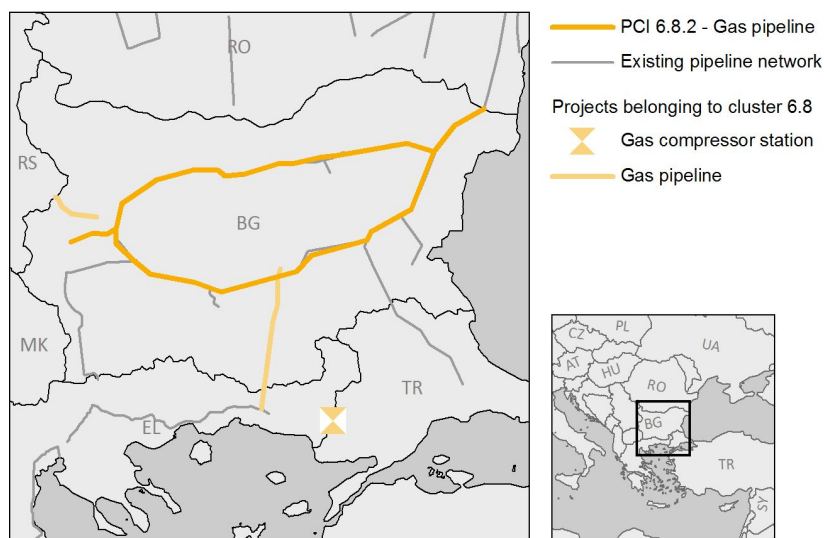 RO
RS
BG
MK
TR
EL
PCI 6.8.2 - Gas pipeline
Existing pipeline network
Projects belonging to cluster 6.8
Gas compressor station
Gas pipeline
PL
CZ
UA
AT
HU
RO
BG
TR
SY